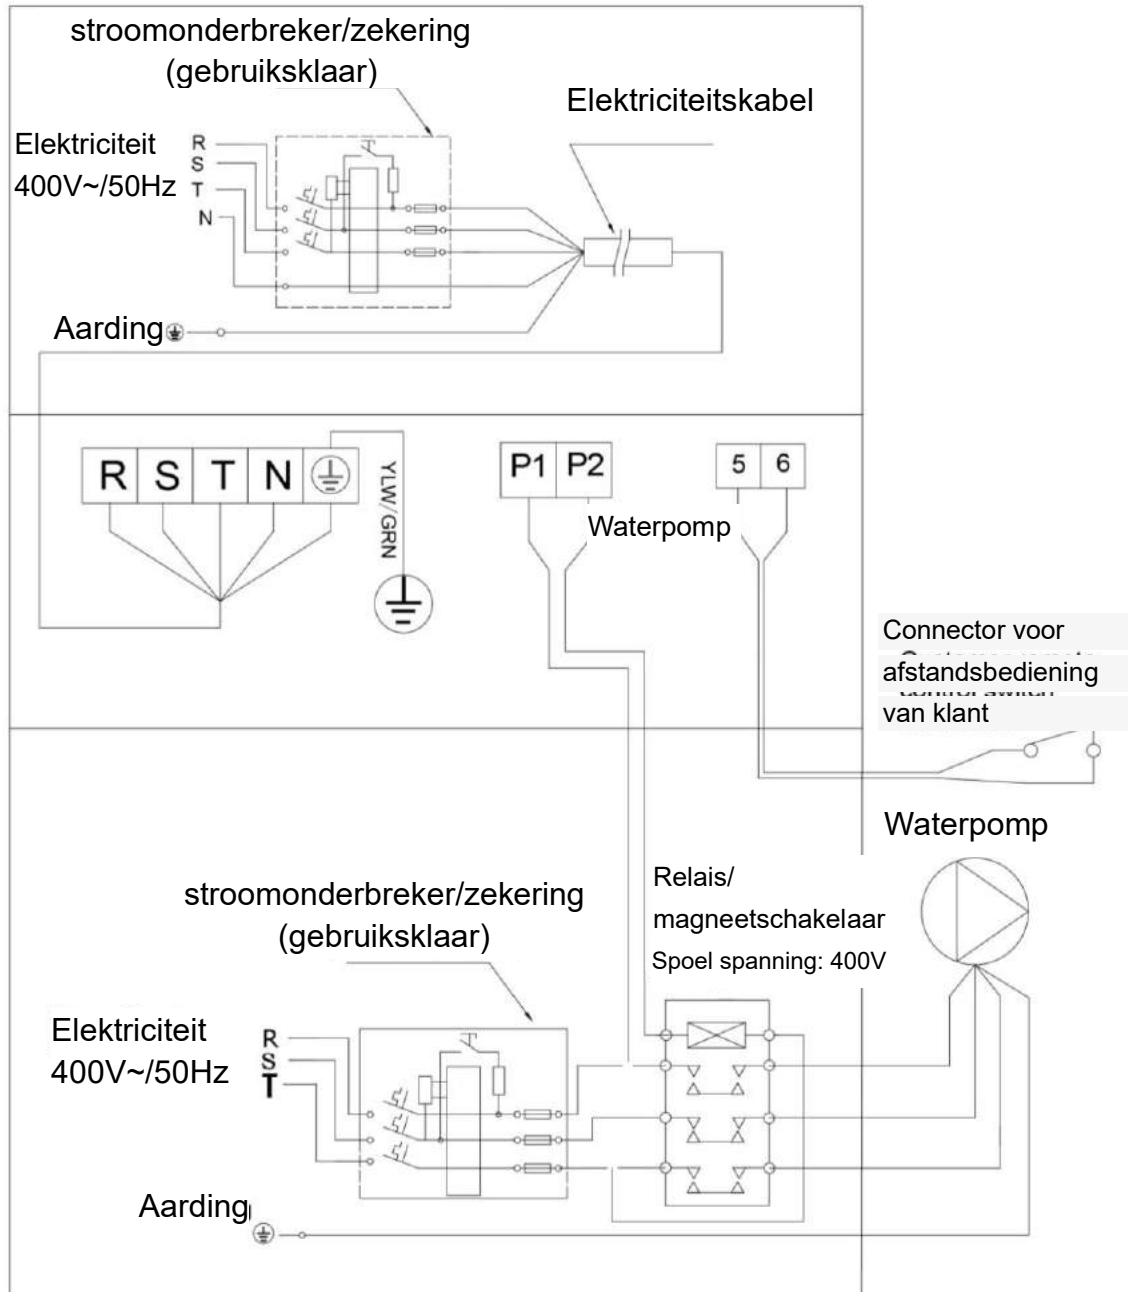 stroomonderbreker/zekering
(gebruiksklaar)
Elektriciteitskabel
Elektriciteit
400V~/50Hz
R
S
T
N
Aarding
R S T N
YLW/GRN
P1 P2
Waterpomp
5 6
Connector voor
afstandsbediening
van klant
Waterpomp
Relais/
magneetschakelaar
Spoel spanning: 400V
stroomonderbreker/zekering
(gebruiksklaar)
Elektriciteit
400V~/50Hz
R
S
T
Aarding